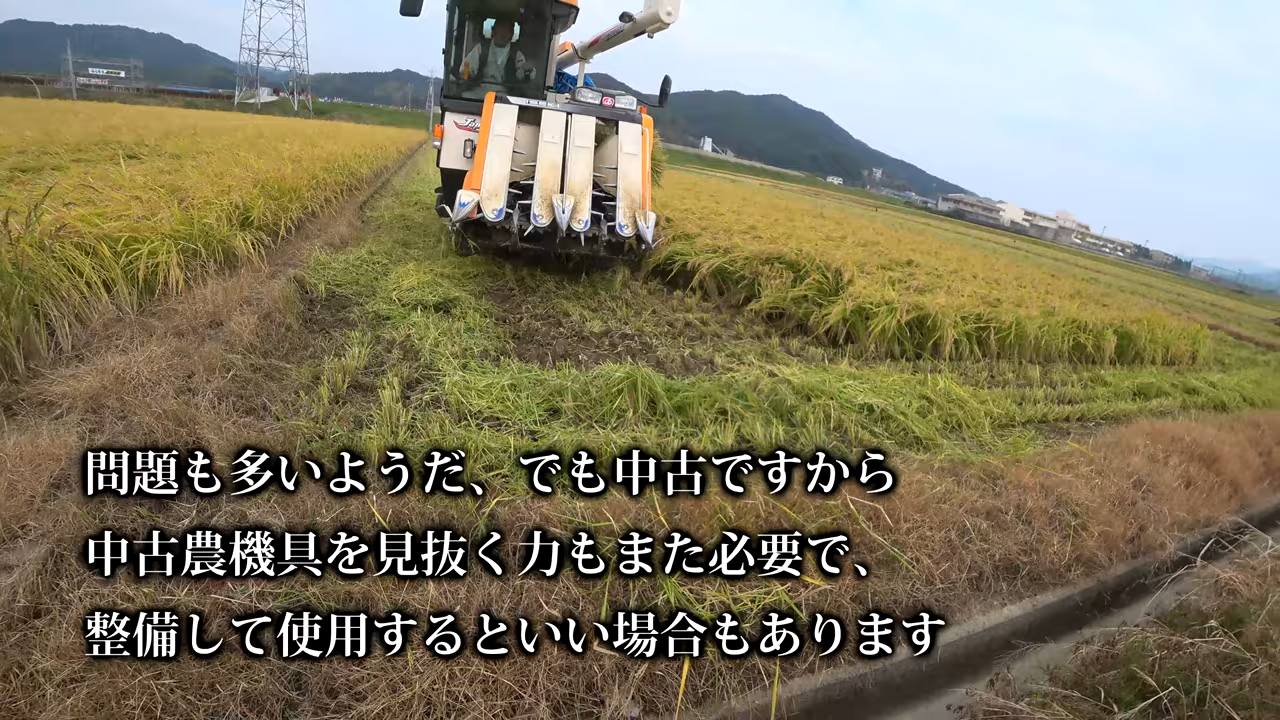 問題も多いようだ、でも中古ですから
中古農機具を見抜く力もまた必要で、
整備して使用するといい場合もあります